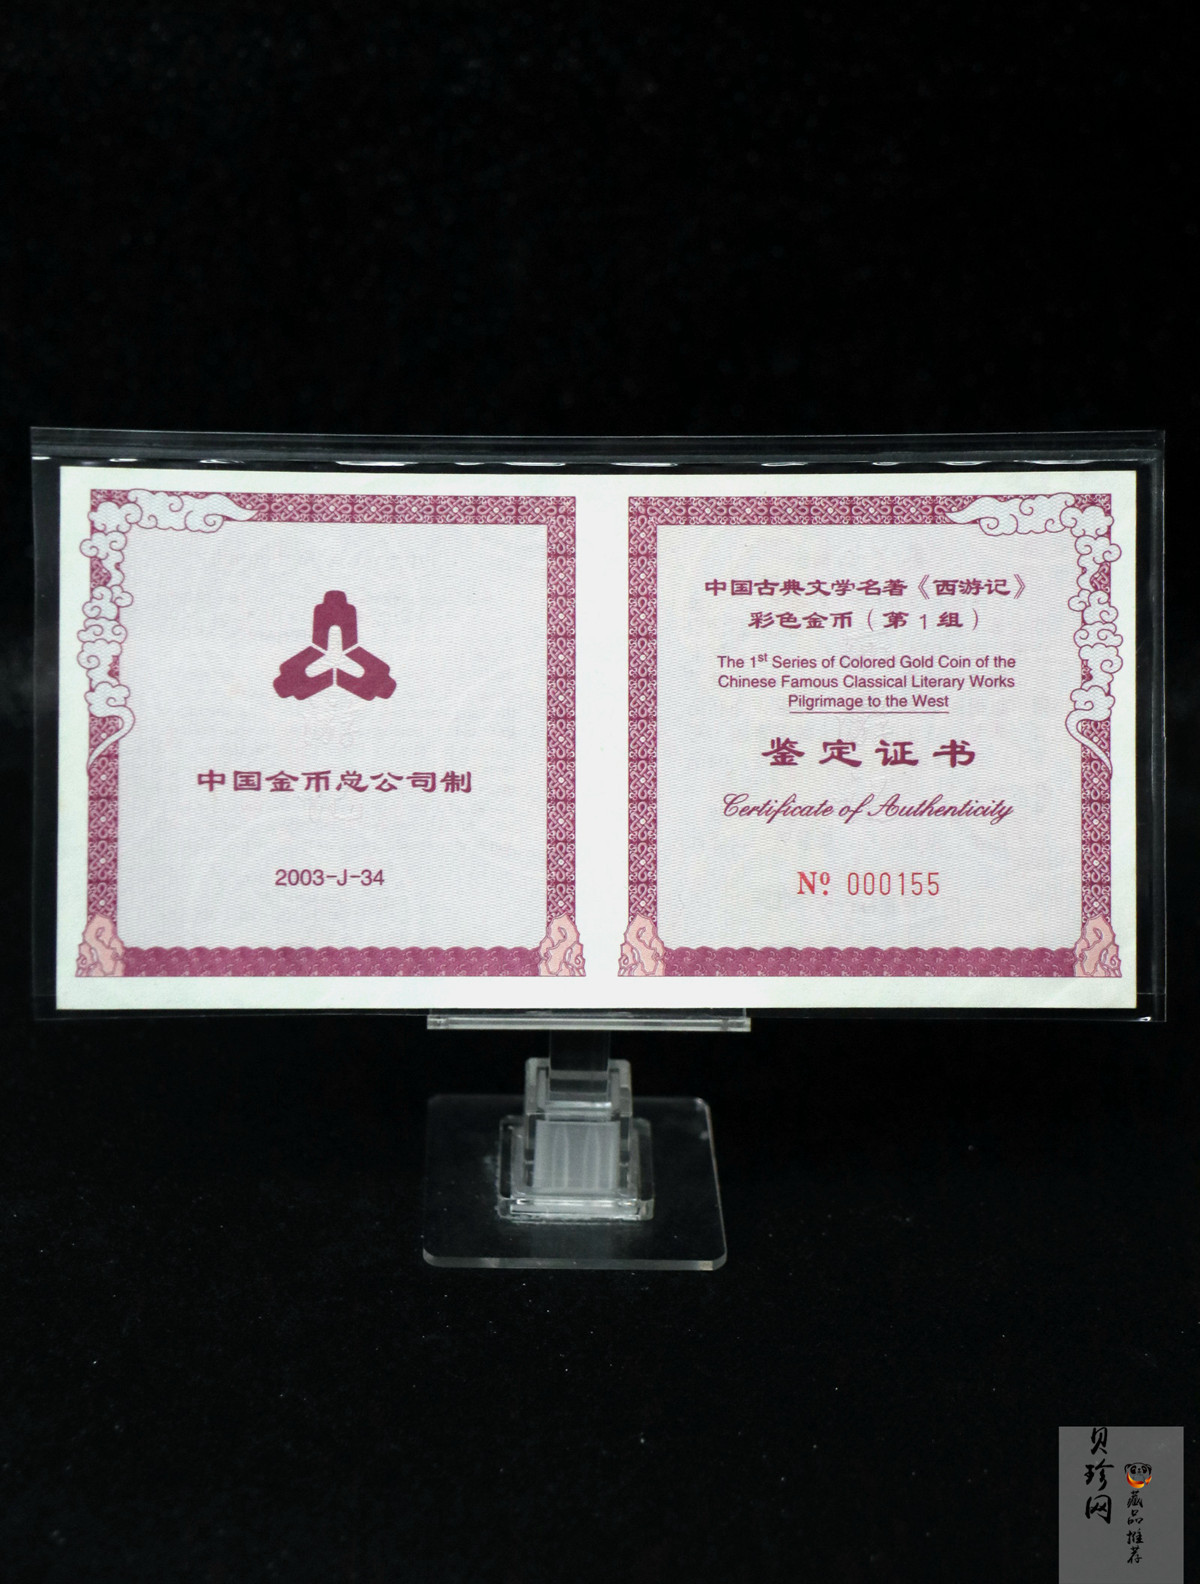 中国金币总公司制
2003-J-34
中国古典文学名著《西游记》
彩色金币（第1组）
The 1st Series of Colored Gold Coin of the
Chinese Famous Classical Literary Works
Pilgrimage to the West
鉴定证书
Certificate of Authenticity
Nº 000155
贝珍网
藏品推荐